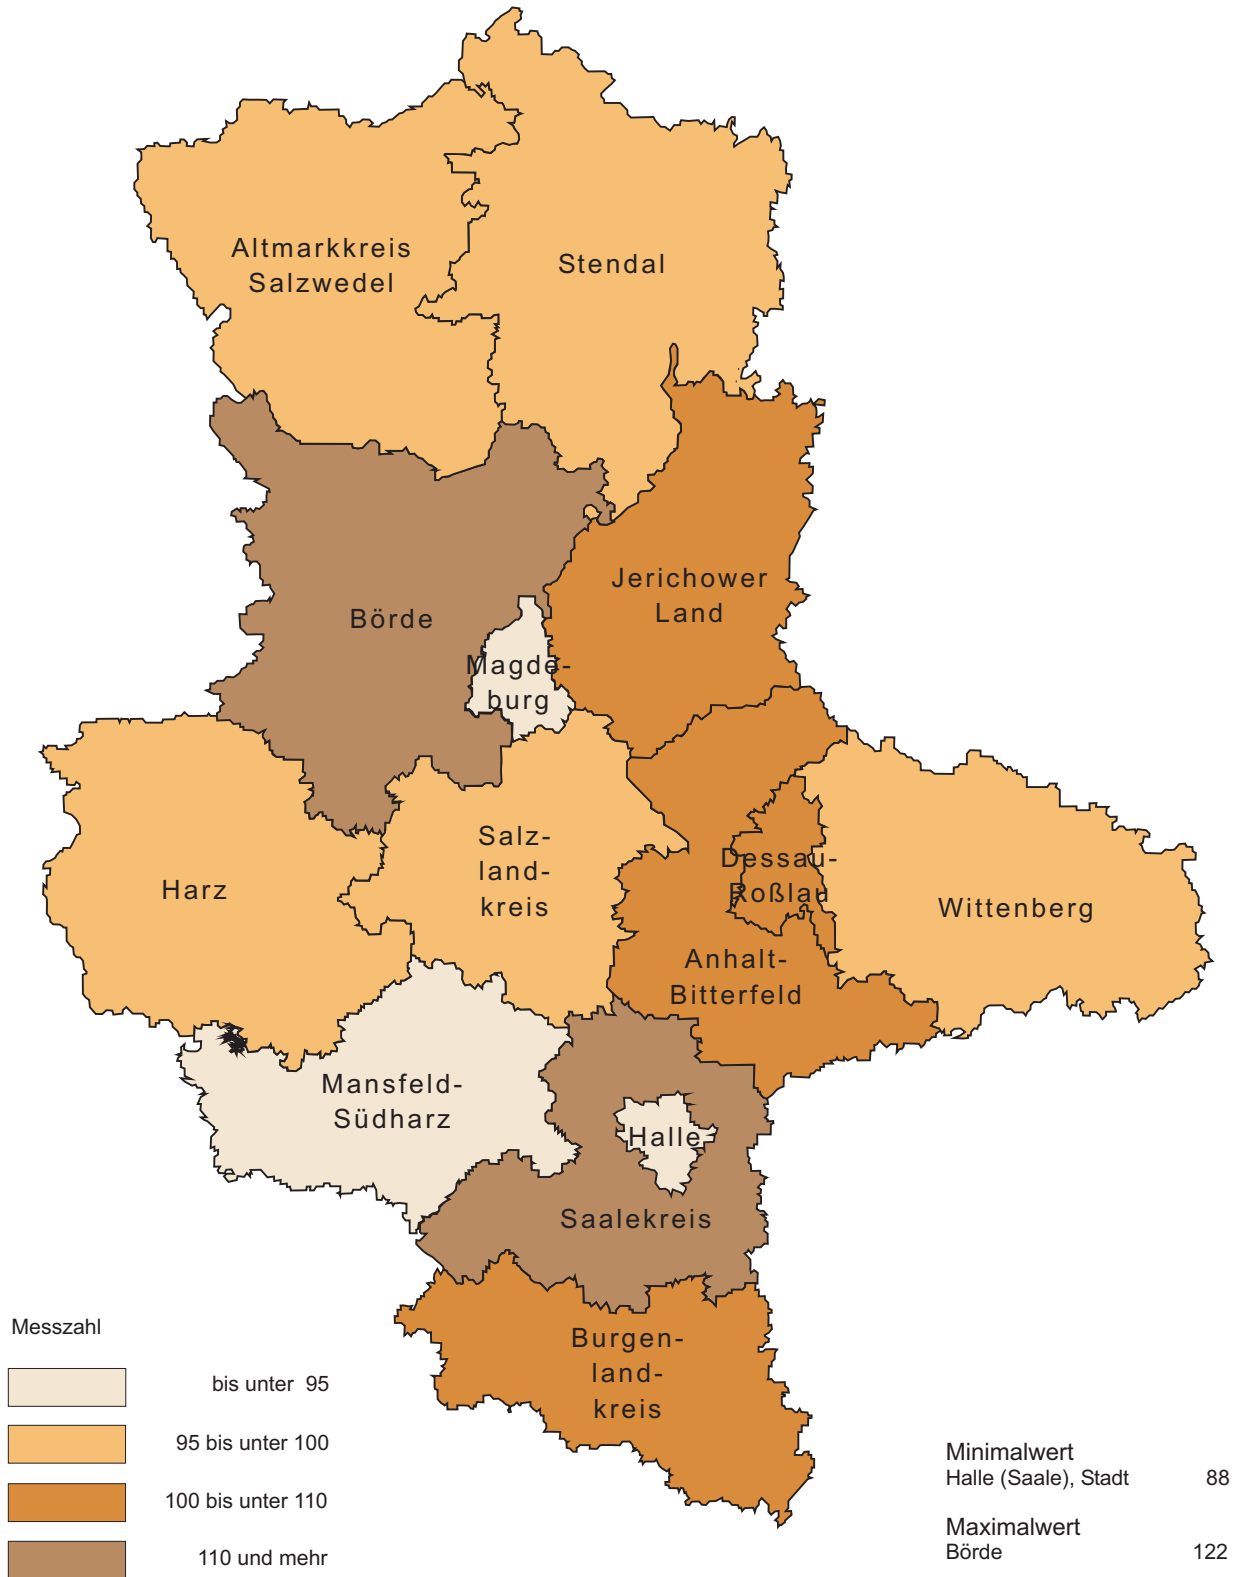 Altmarkkreis
Salzwedel
Stendal
Jerichower
Land
Börde
Magde-
burg
Salz-
land-
kreis
Harz
Dessau-
Roßlau
Wittenberg
Anhalt-
Bitterfeld
Mansfeld-
Südharz
Halle
Saalekreis
Burgen-
land-
kreis
Messzahl
bis unter 95
95 bis unter 100
100 bis unter 110
110 und mehr
Minimalwert
Halle (Saale), Stadt 88
Maximalwert
Börde 122